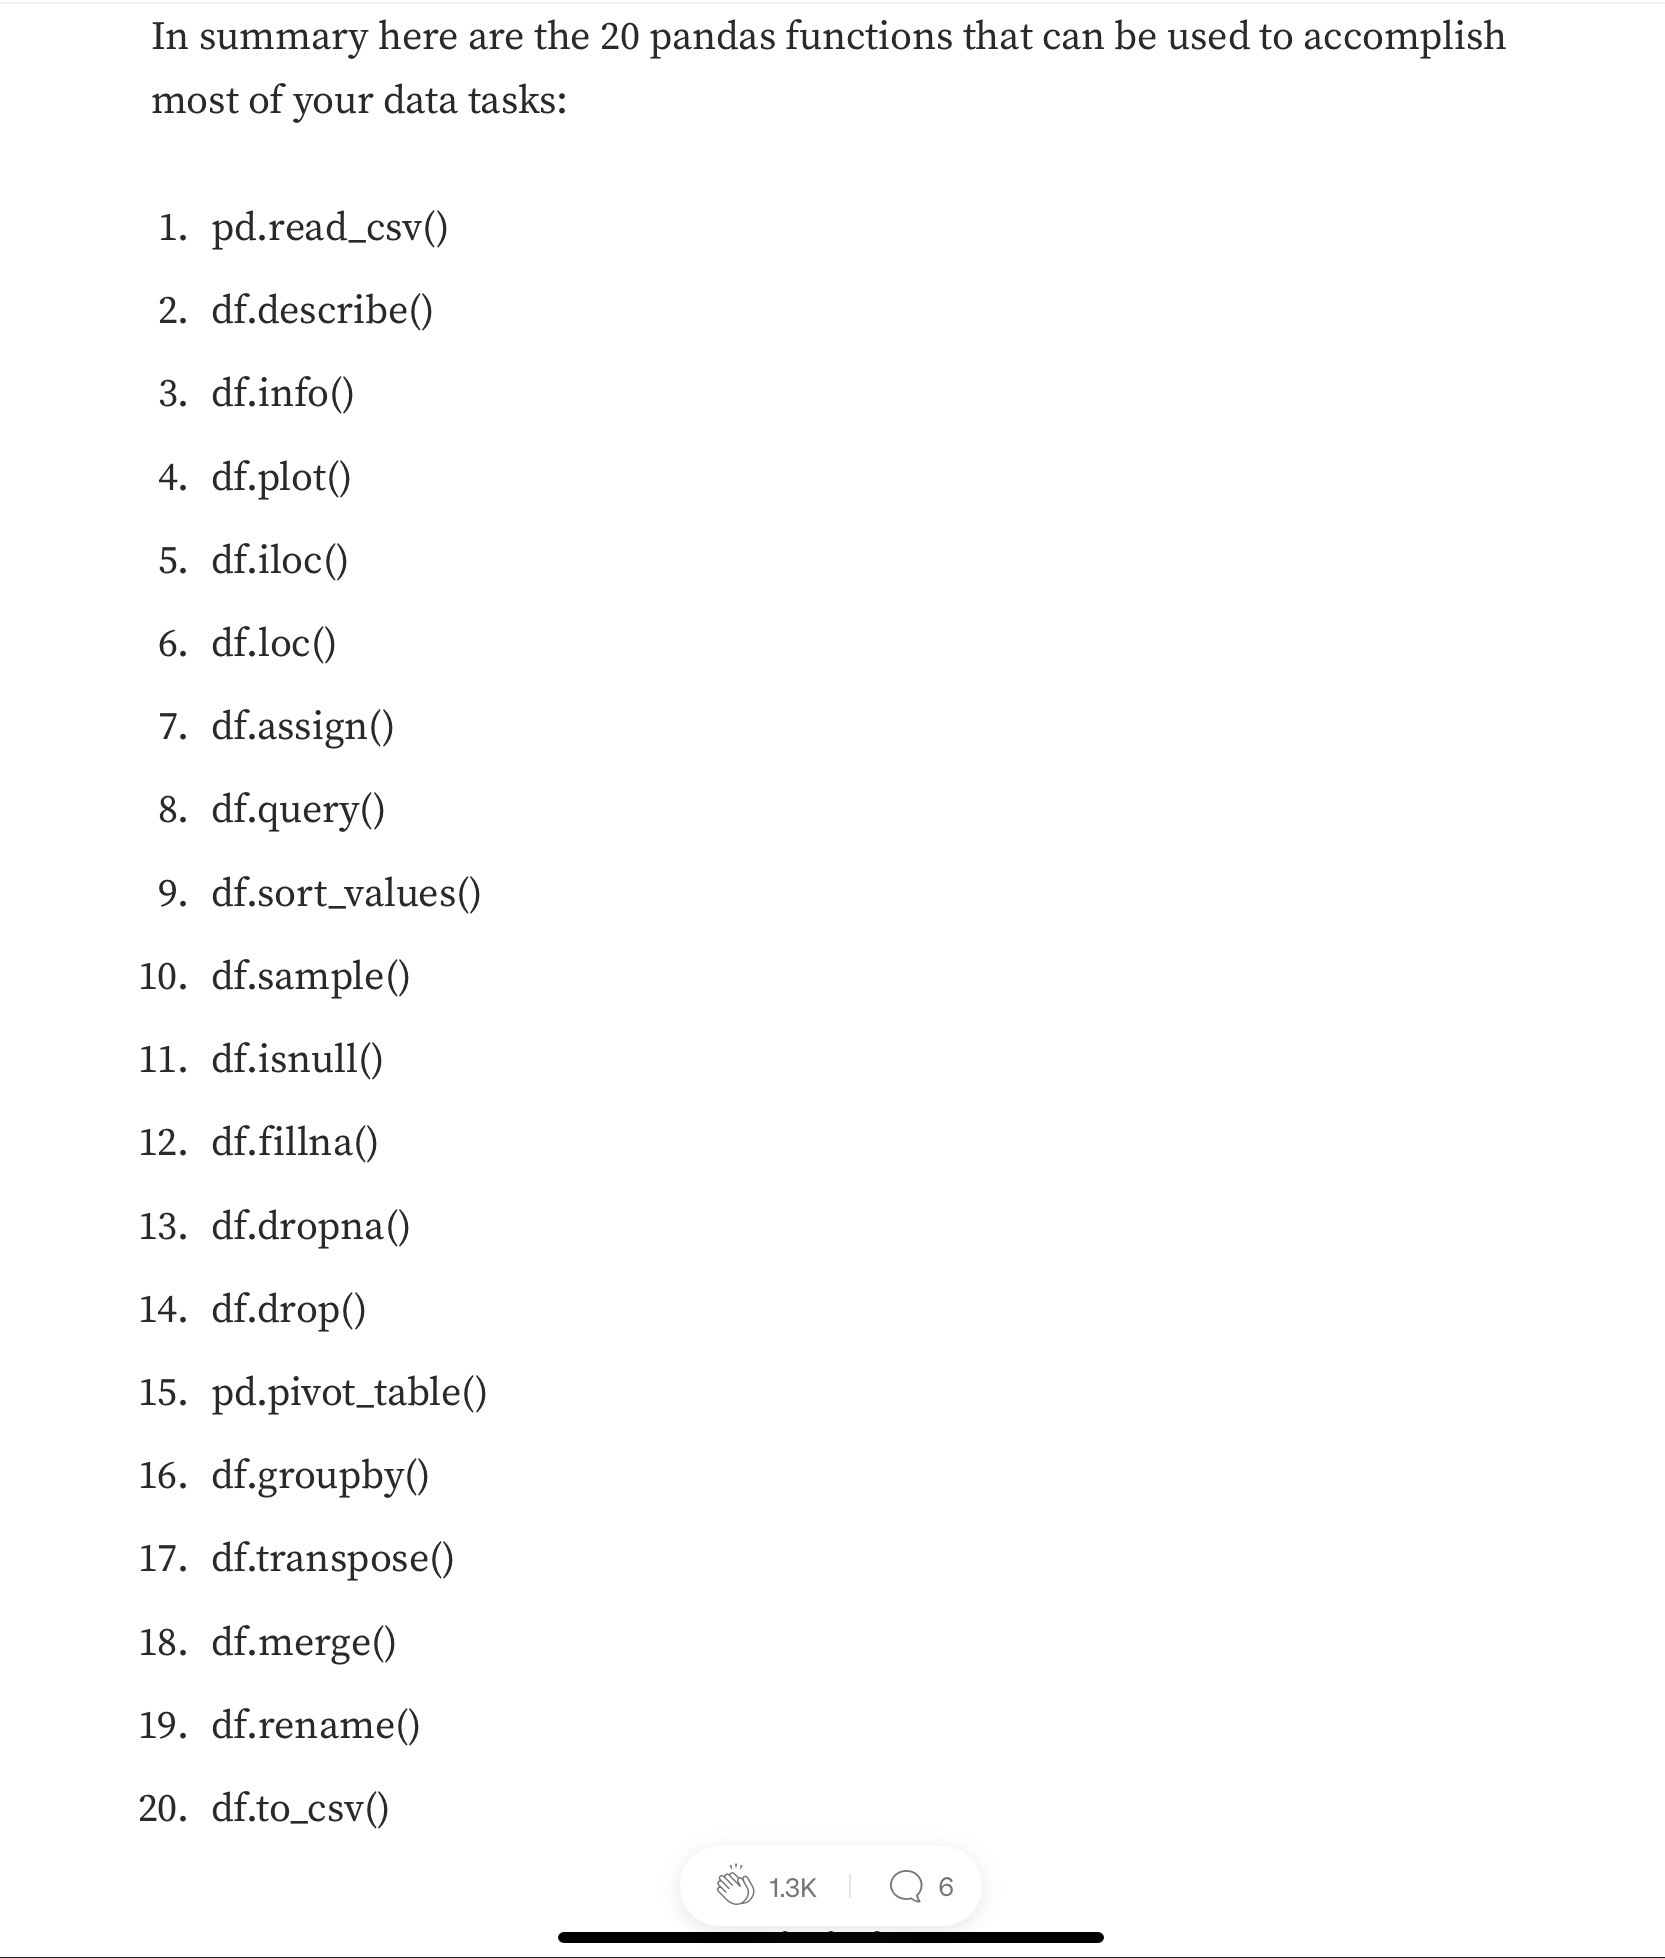 In summary here are the 20 pandas functions that can be used to accomplish
most of your data tasks:
1. pd.read_csv()
2. df.describe()
3. df.info()
4. df.plot()
5. df.iloc()
6. df.loc()
7. df.assign()
8. df.query()
9. df.sort_values()
10. df.sample()
11. df.isnull()
12. df.fillna()
13. df.dropna()
14. df.drop()
15. pd.pivot_table()
16. df.groupby()
17. df.transpose()
18. df.merge()
19. df.rename()
20. df.to_csv()
1.3K 6